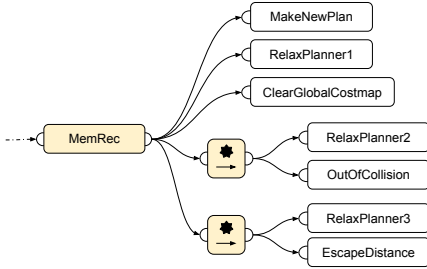 MakeNewPlan
RelaxPlanner1
ClearGlobalCostmap
MemRec
RelaxPlanner2
OutOfCollision
RelaxPlanner3
EscapeDistance